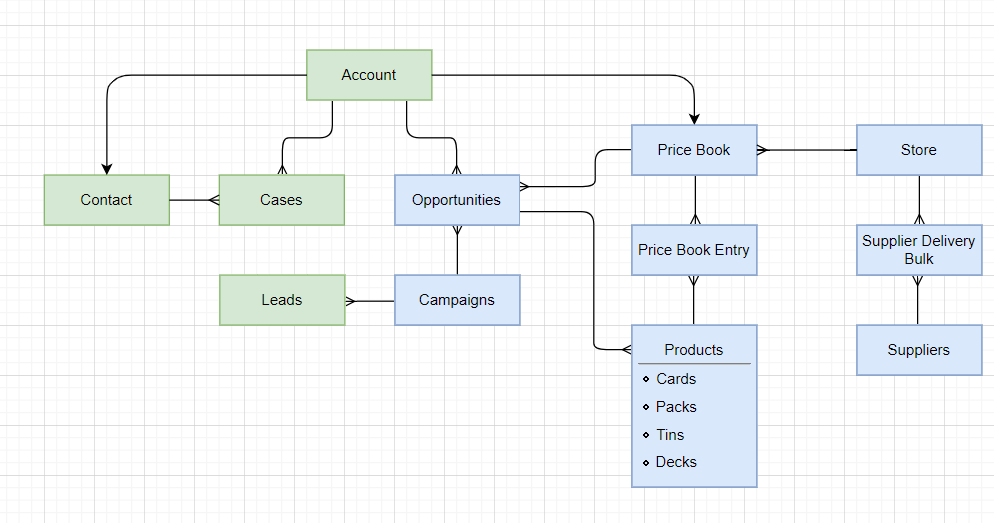 Account
Price Book
Store
Contact
Cases
Opportunities
Price Book Entry
Supplier Delivery
Bulk
Leads
Campaigns
Products
Cards
Packs
Tins
Decks
Suppliers